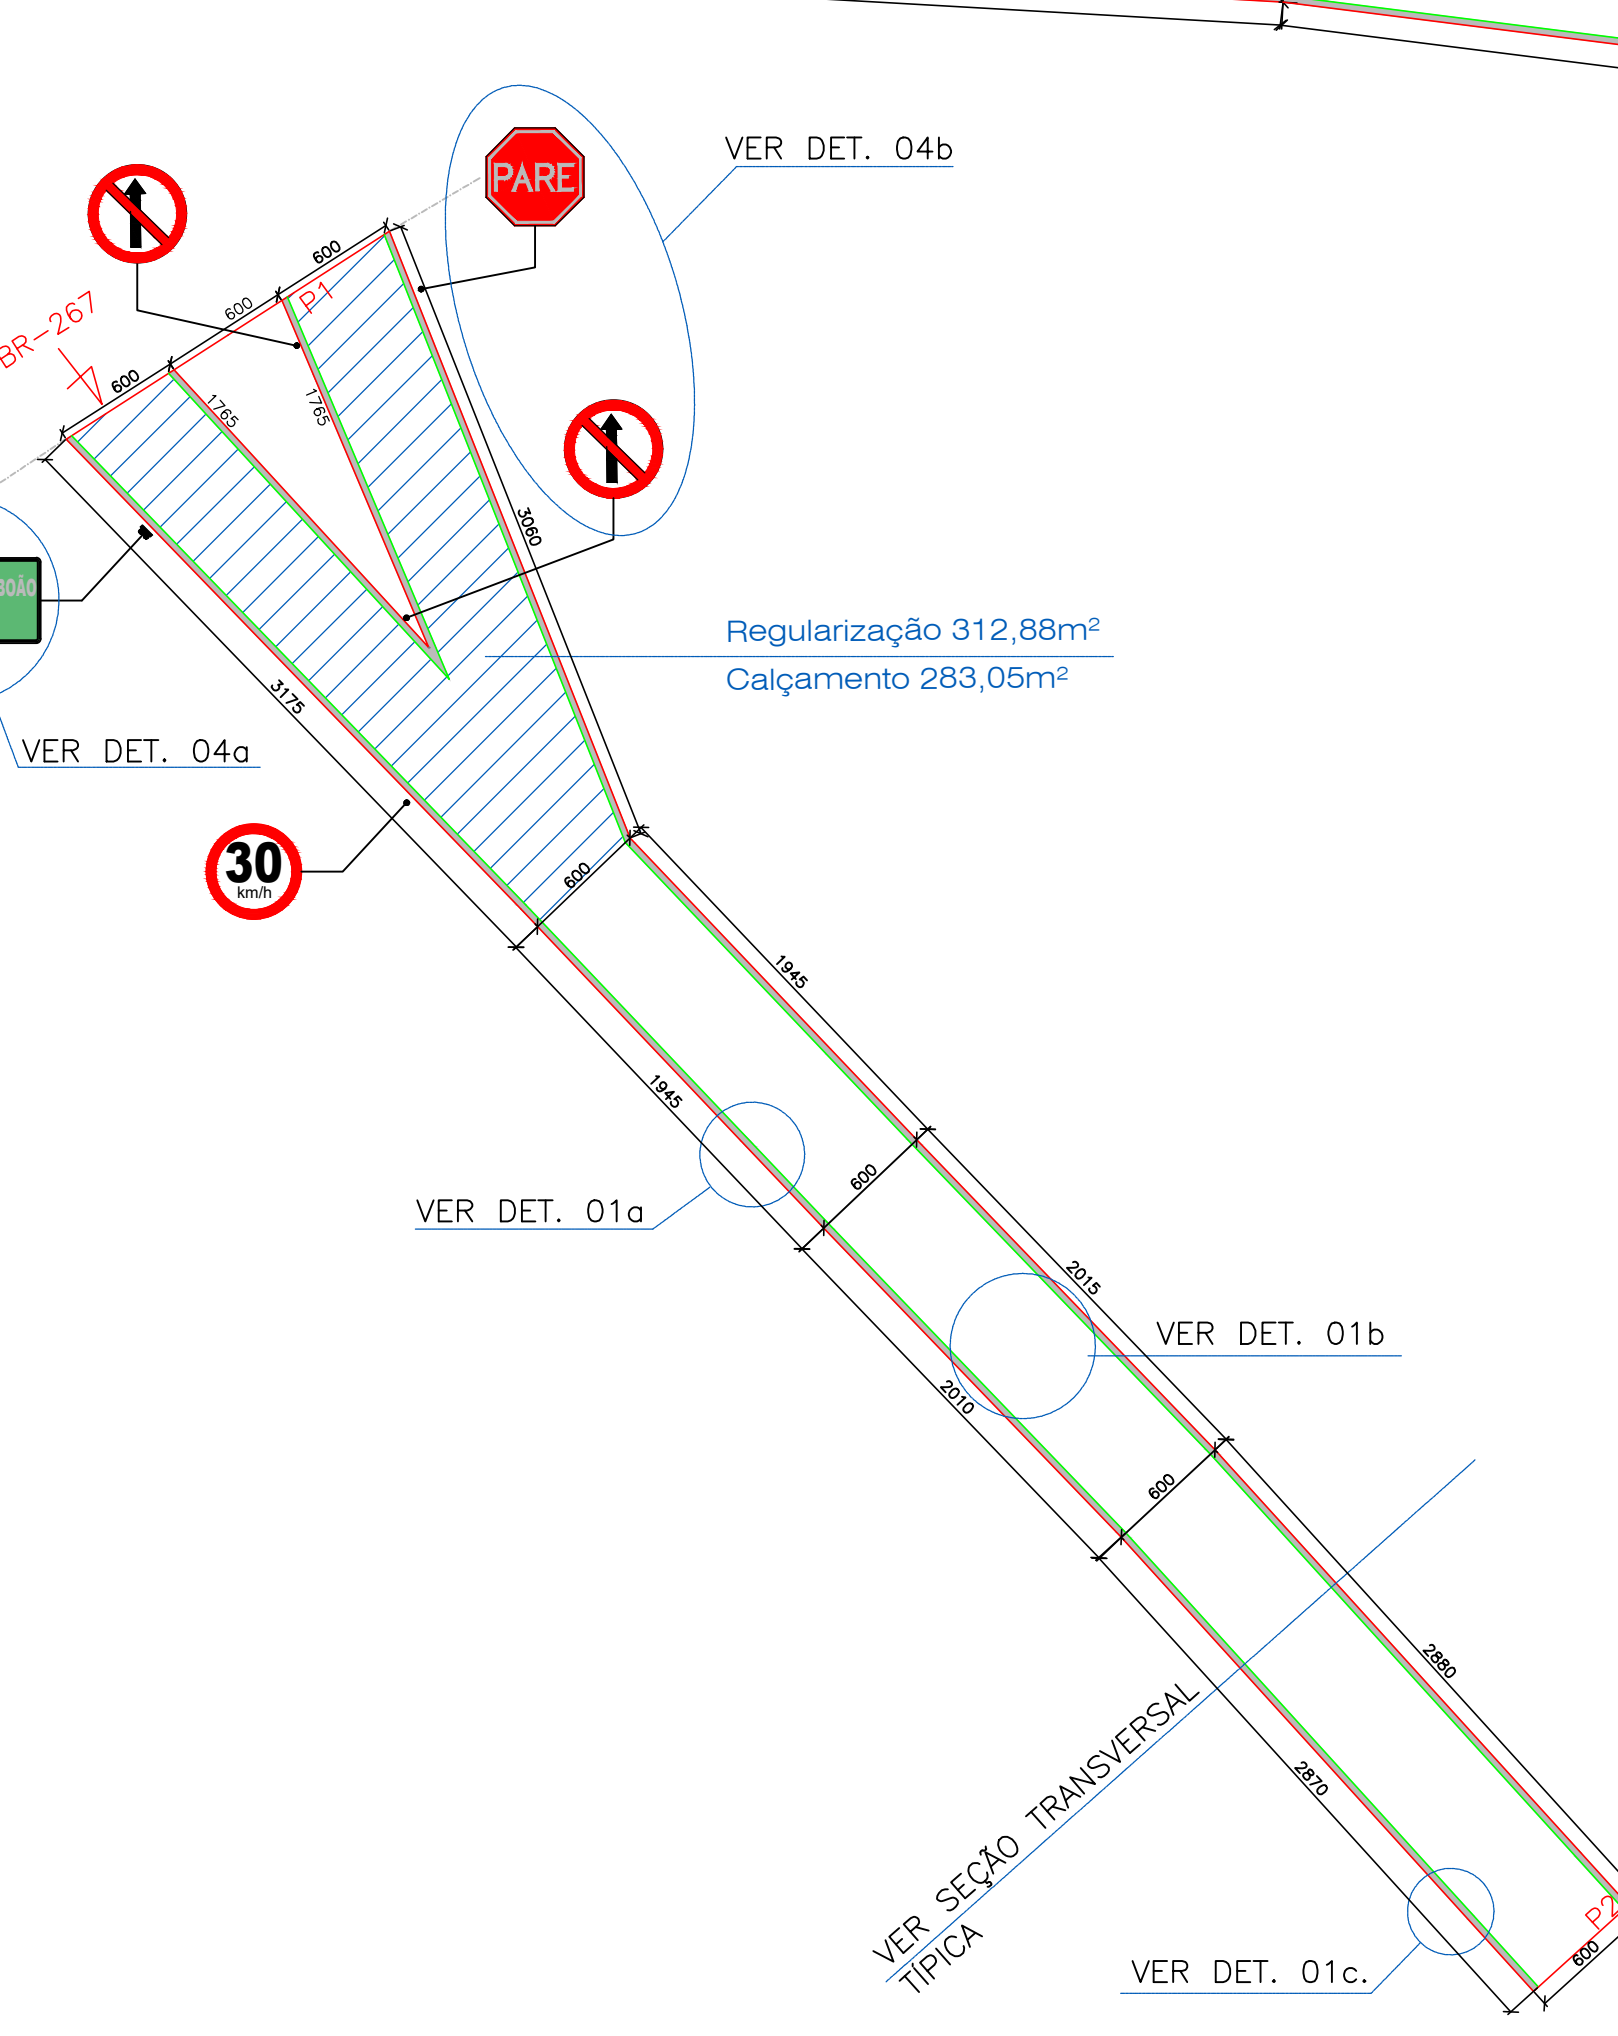 VER DET. 04b
PARE
600
P1
600
BR-267
600
1765
1765
3060
Regularização 312,88m²
Calçamento 283,05m²
3175
VER DET. 04a
30
km/h
600
1945
1945
600
VER DET. 01a
2015
VER DET. 01b
2010
600
2880
VER SEÇÃO TRANSVERSAL
TÍPICA
2870
P2
600
VER DET. 01c.